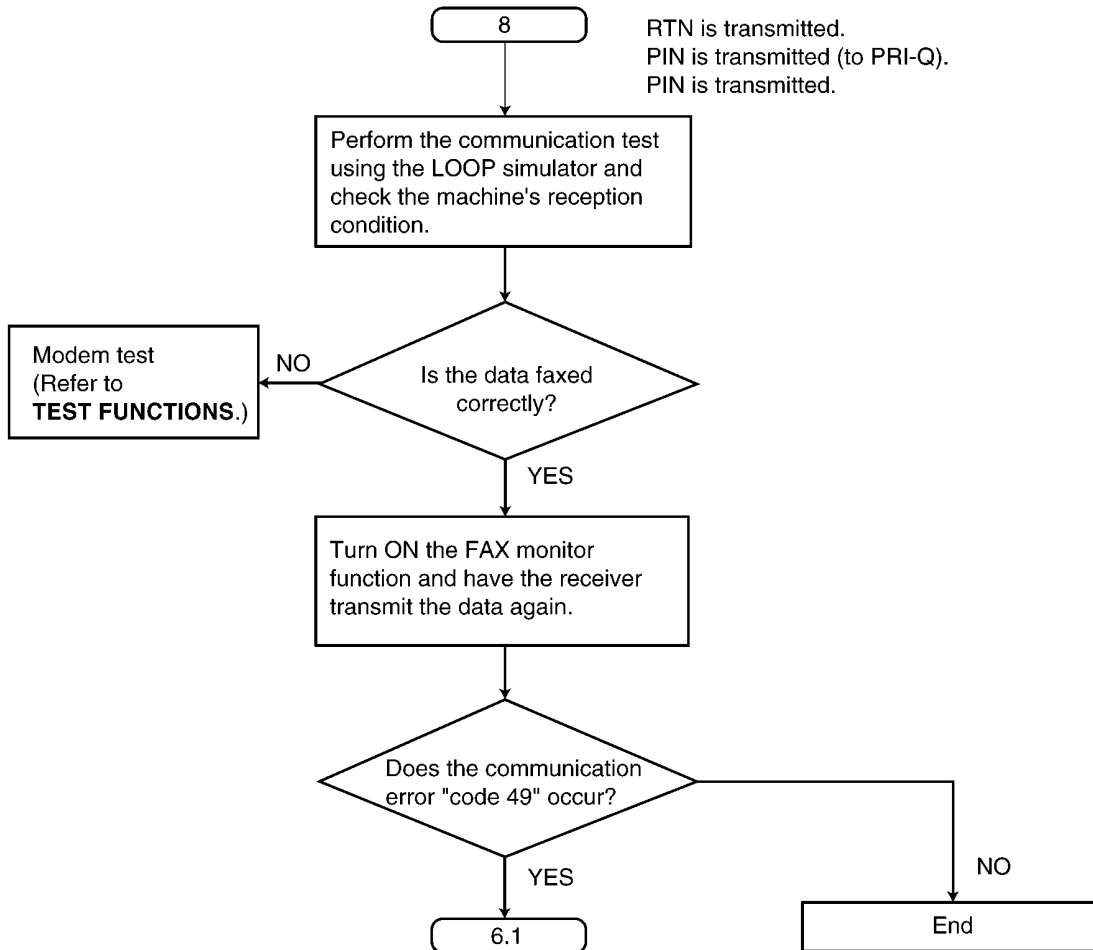 8
RTN is transmitted.
PIN is transmitted (to PRI-Q).
PIN is transmitted.
Perform the communication test
using the LOOP simulator and
check the machine's reception
condition.
Modem test
(Refer to
TEST FUNCTIONS.)
NO
Is the data faxed
correctly?
YES
Turn ON the FAX monitor
function and have the receiver
transmit the data again.
Does the communication
error "code 49" occur?
YES
NO
6.1
End